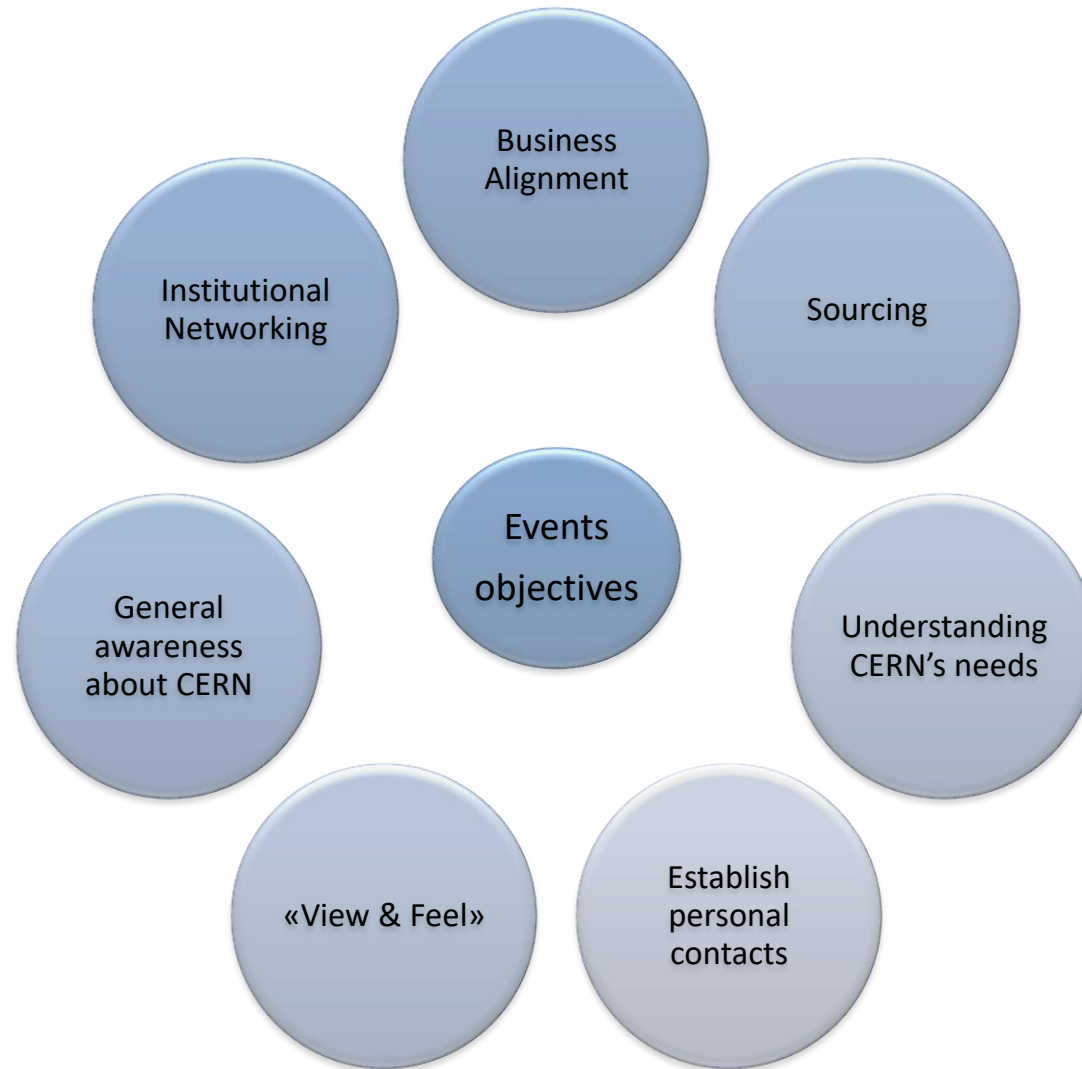 Business
Alignment
Institutional
Networking
Sourcing
Events
objectives
General
awareness
about CERN
Understanding
CERN’s needs
«View & Feel»
Establish
personal
contacts